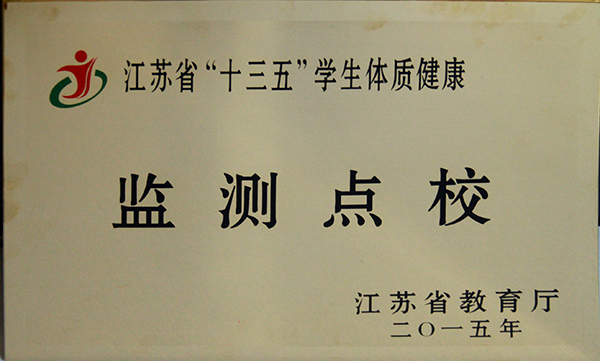 江苏省“十三五”学生体质健康
监测点校
江苏省教育厅
二〇一五年